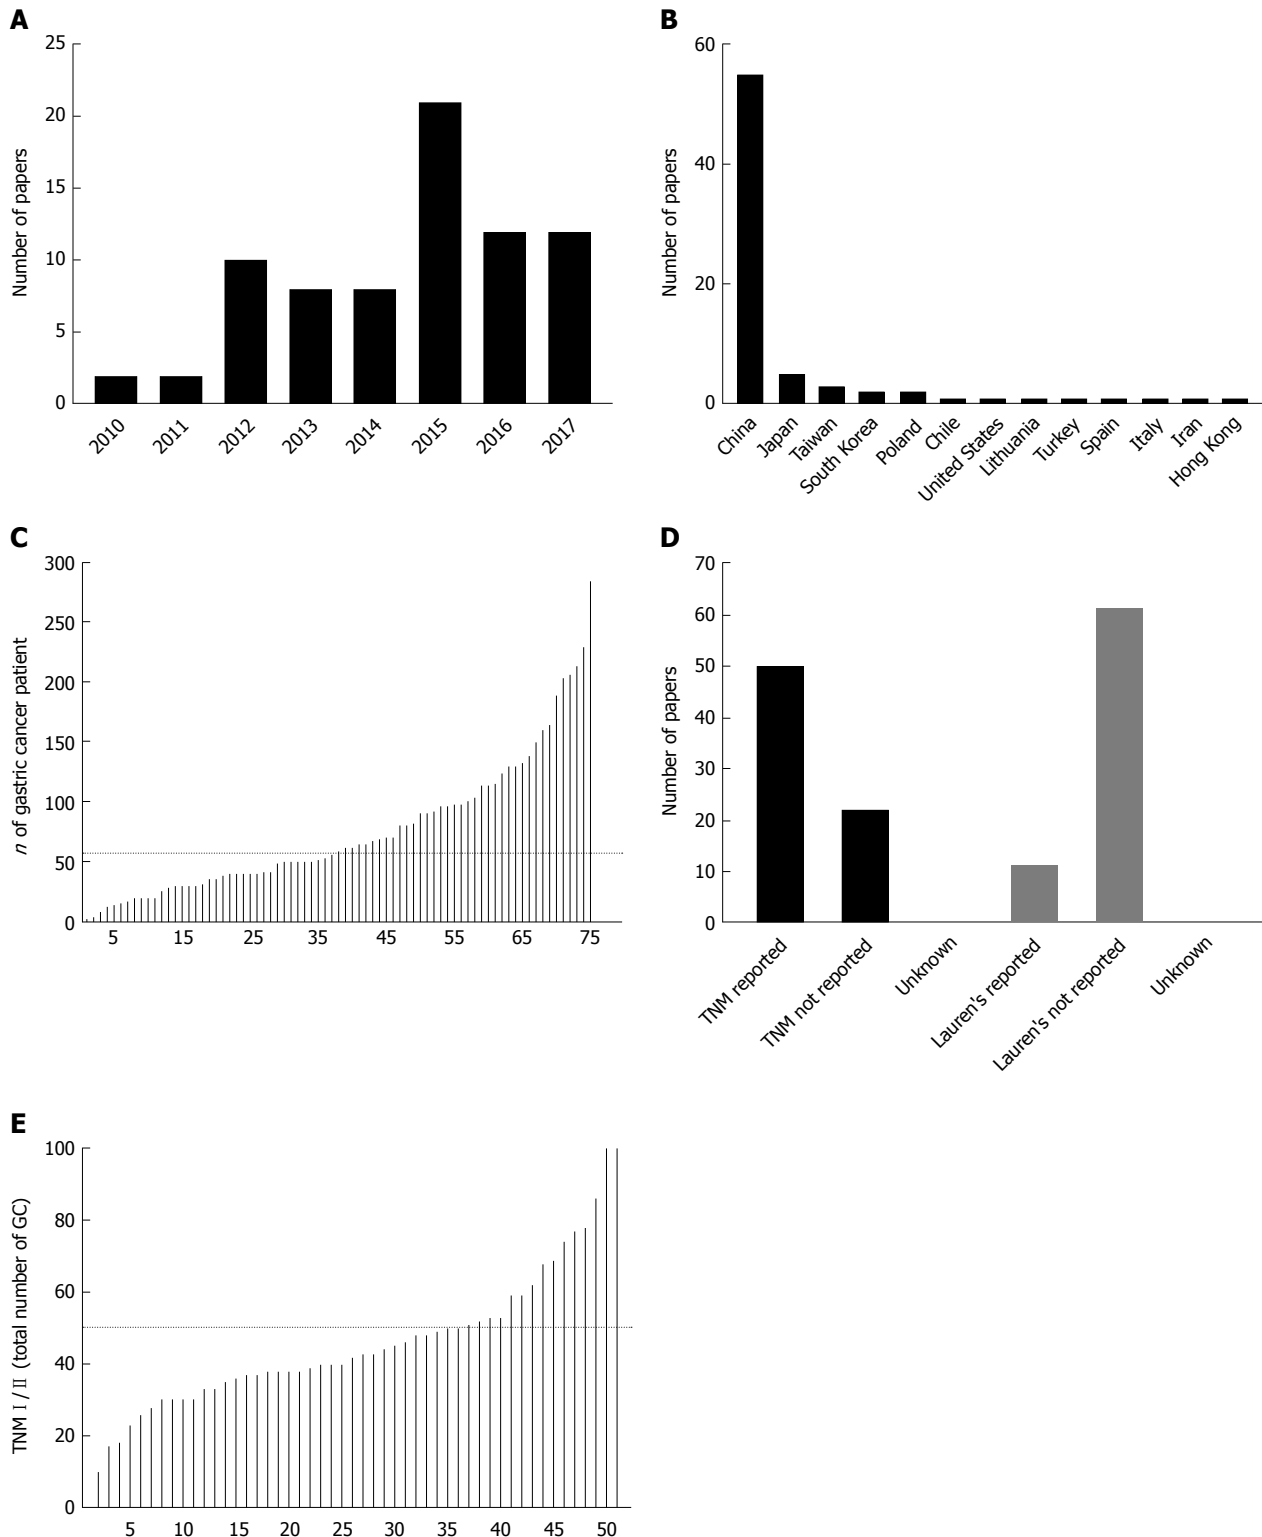 A
Number of papers
25
20
15
10
5
0
2010
2011
2012
2013
2014
2015
2016
2017
B
Number of papers
60
40
20
0
China
Japan
Taiwan
South Korea
Poland
Chile
United States
Lithuania
Turkey
Spain
Italy
Iran
Hong Kong
C
n of gastric cancer patient
300
250
200
150
100
50
0
5
15
25
35
45
55
65
75
D
Number of papers
70
60
50
40
30
20
10
0
TNM reported
TNM not reported
Unknown
Lauren's reported
Lauren's not reported
Unknown
E
TNM I / II (total number of GC)
100
80
60
40
20
0
5
10
15
20
25
30
35
40
45
50